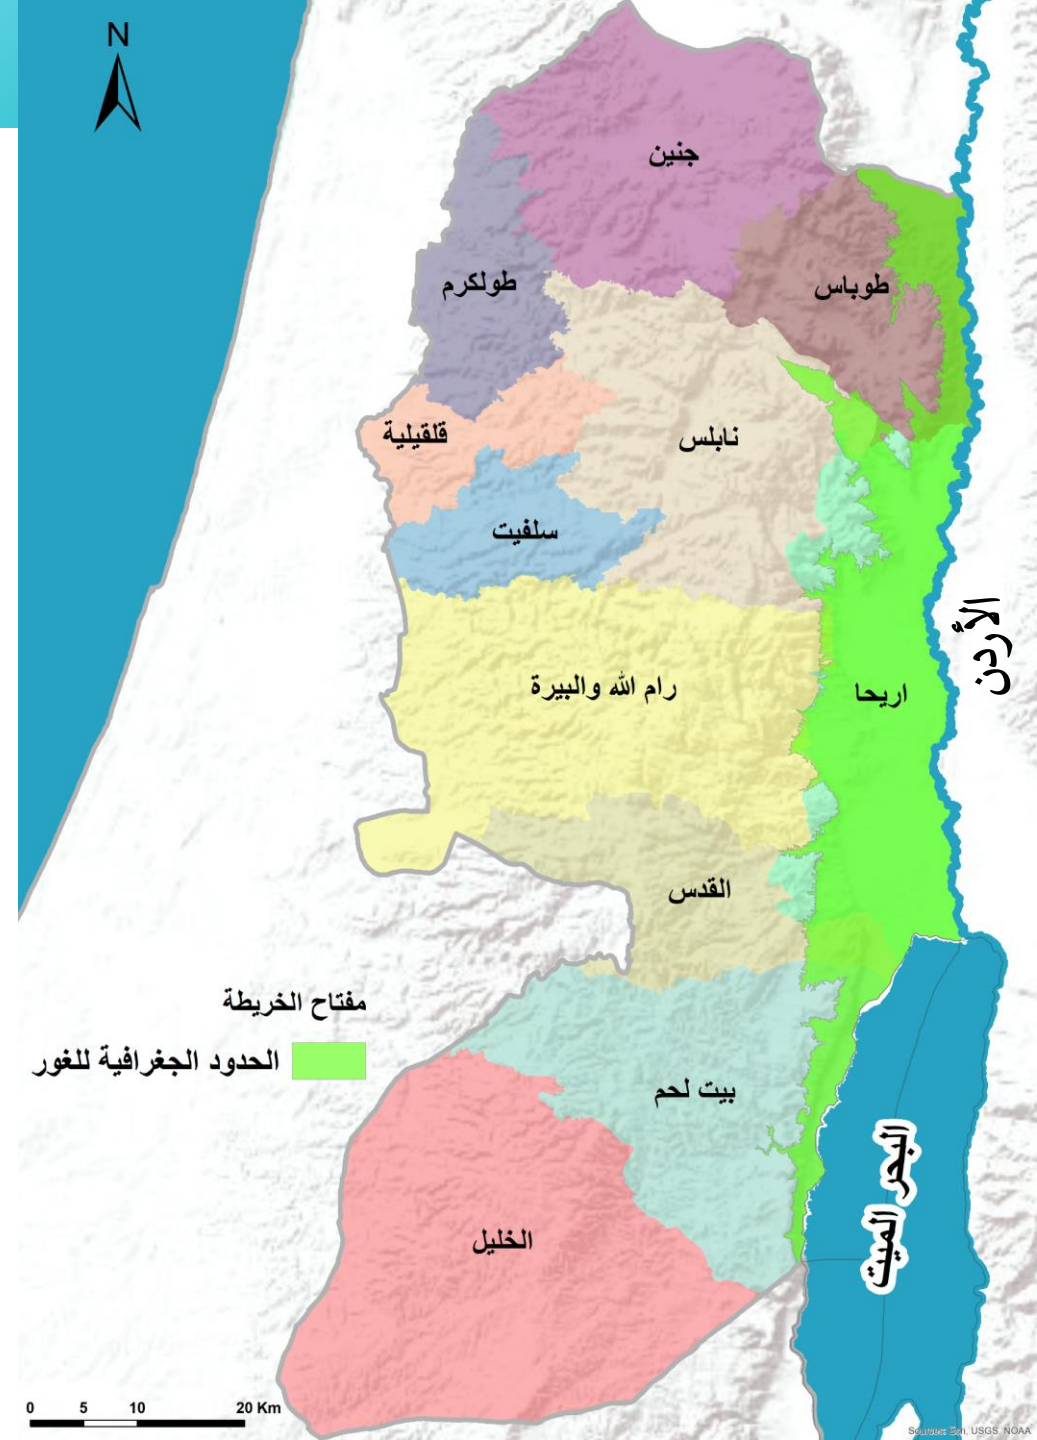 N
جنين
طوباس
طولكرم
قلقيلية
نابلس
سلفيت
الأردن
رام الله والبيرة
اريحا
القدس
مفتاح الخريطة
الحدود الجغرافية للغور
بيت لحم
البحر الميت
الخليل
0 5 10 20 Km
Sources: Esri, USGS, NOAA